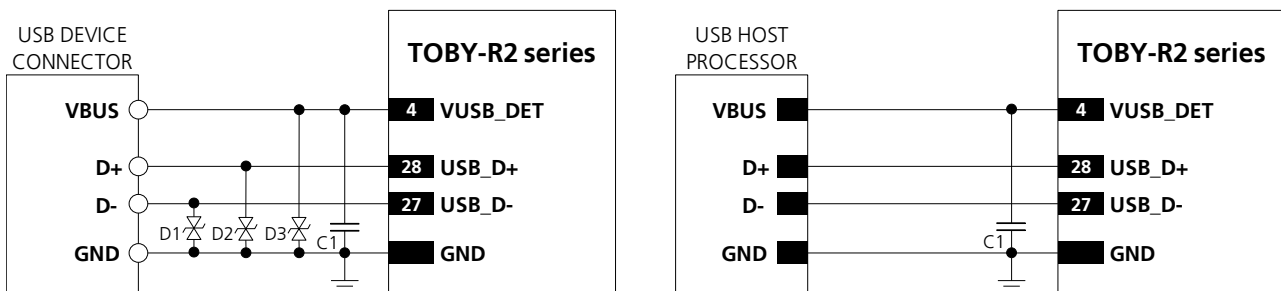 USB DEVICE
CONNECTOR
TOBY-R2 series
VBUS
4 VUSB_DET
D+
28 USB_D+
D-
27 USB_D-
D1 D2 D3 C1
GND
GND
USB HOST
PROCESSOR
TOBY-R2 series
VBUS
4 VUSB_DET
D+
28 USB_D+
D-
27 USB_D-
C1
GND
GND